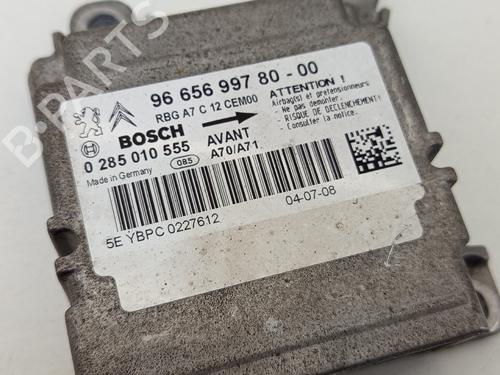 B-PARTS
96 656 997 80-00
RBG A7 C 12 CEM00
BOSCH
0 285 010 555
AVANT
Made in Germany
085
A70/A71
ATTENTION !
Airbag(s) et prétensionneurs
Ne pas démonter.
RISQUE DE DECLENCHEMENT!
- Consulter la notice.
5E YBPC 0227612
04-07-08